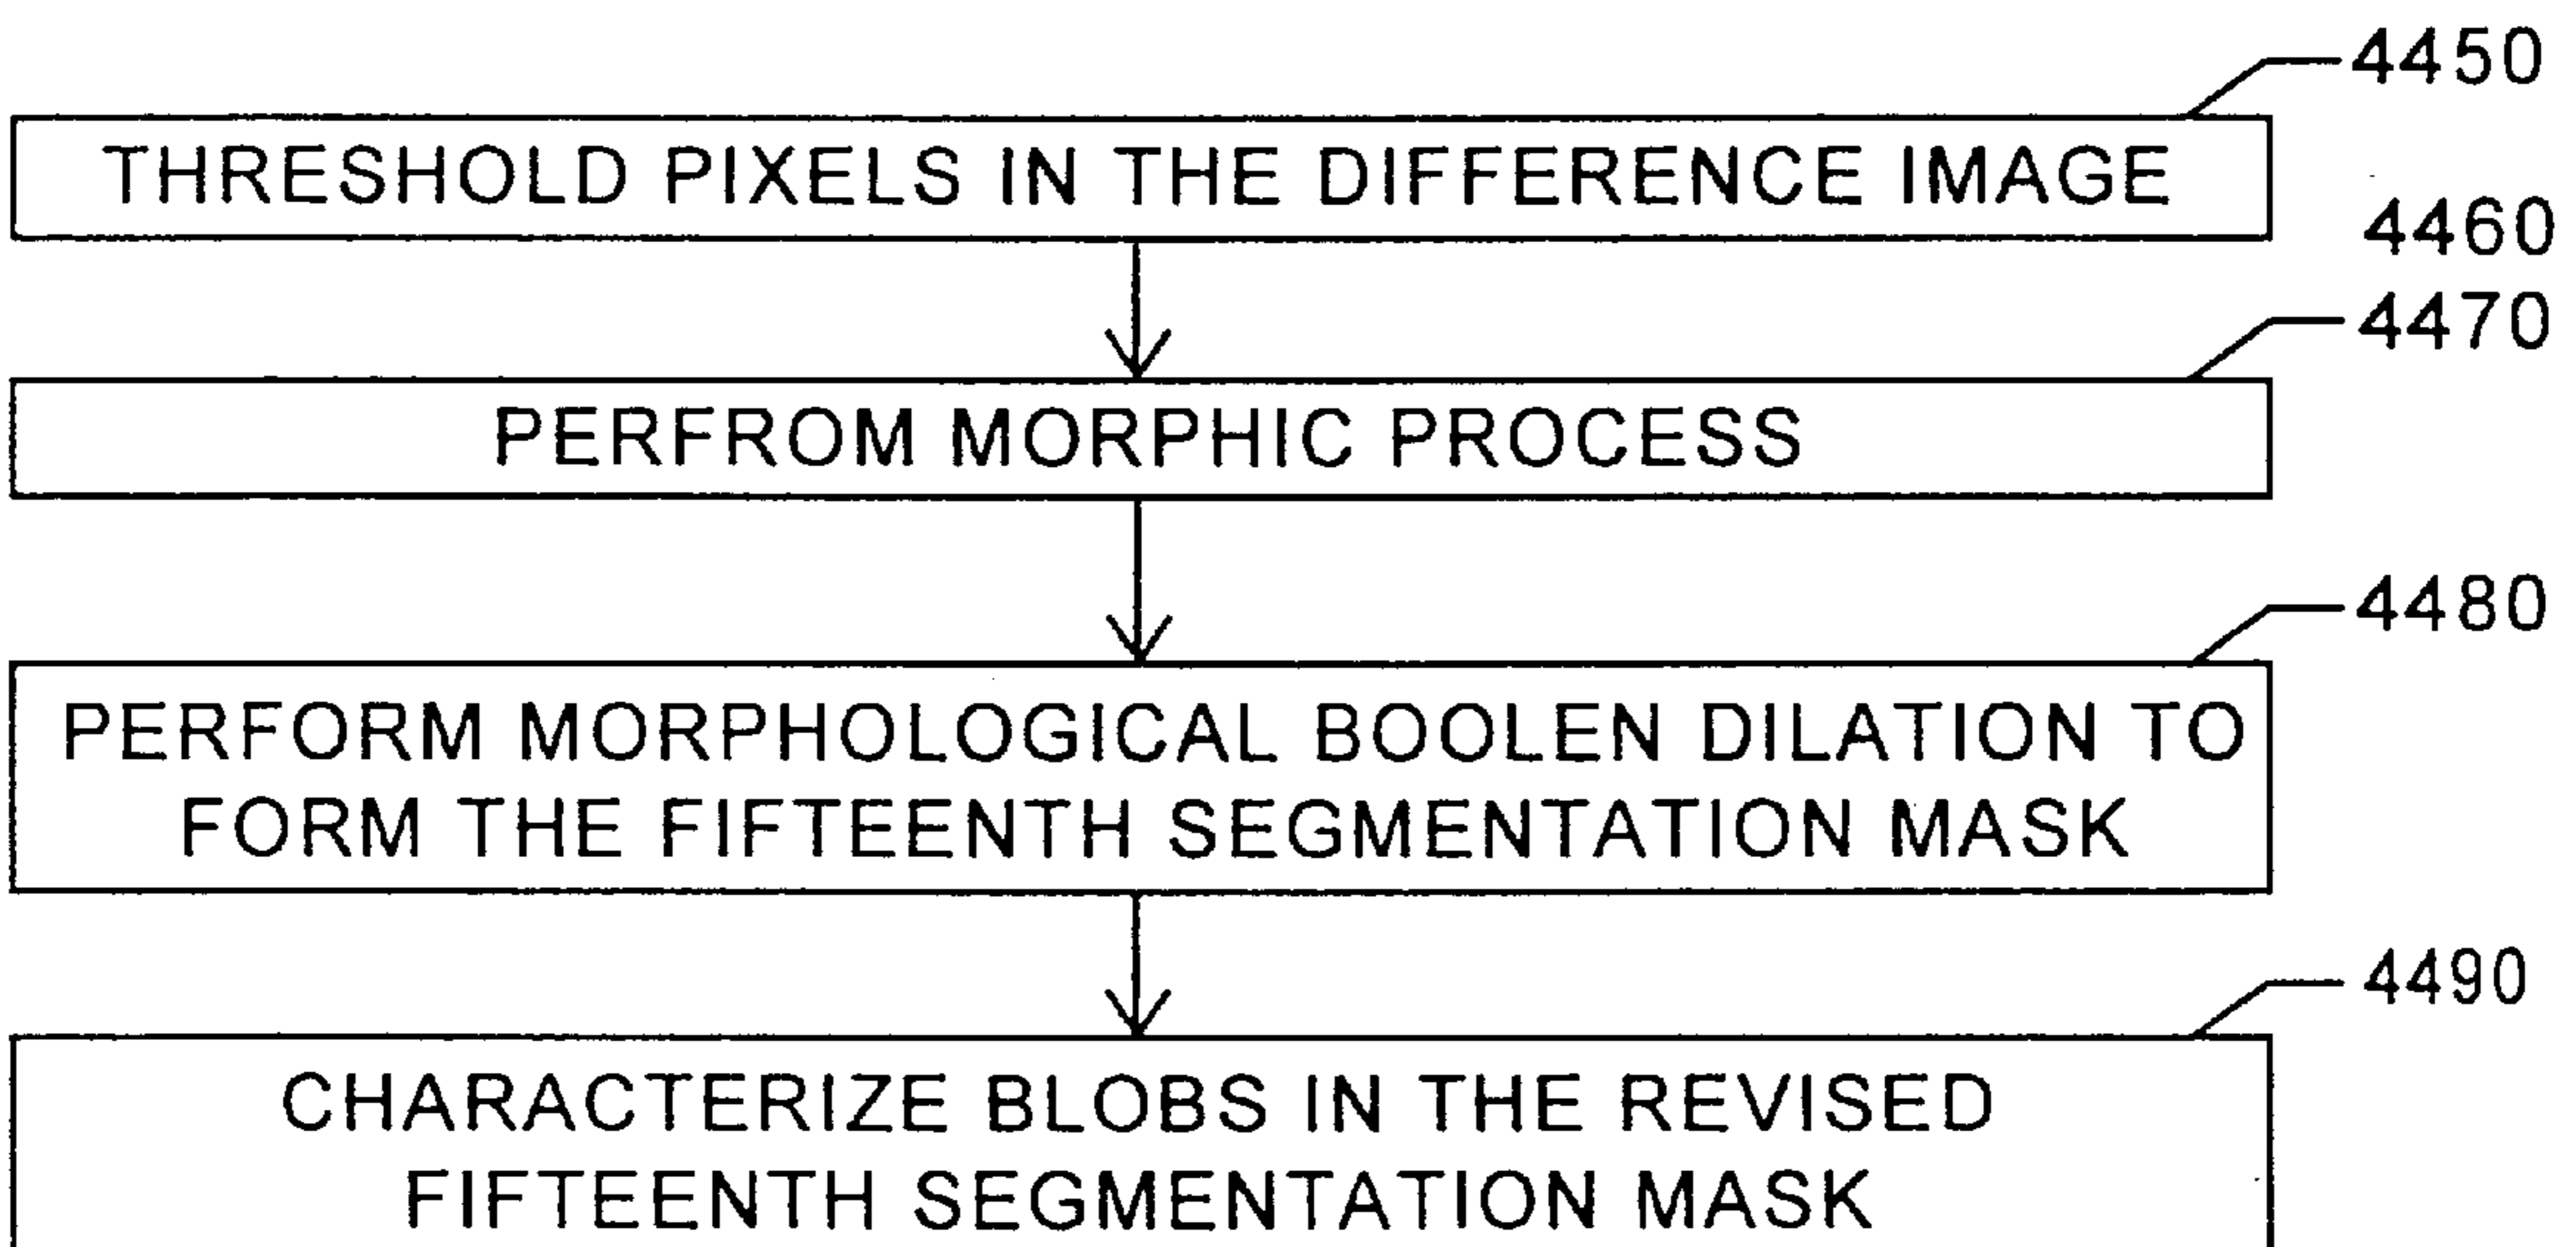 4450
THRESHOLD PIXELS IN THE DIFFERENCE IMAGE
4460
4470
PERFROM MORPHIC PROCESS
4480
PERFORM MORPHOLOGICAL BOOLEN DILATION TO
FORM THE FIFTEENTH SEGMENTATION MASK
4490
CHARACTERIZE BLOBS IN THE REVISED
FIFTEENTH SEGMENTATION MASK